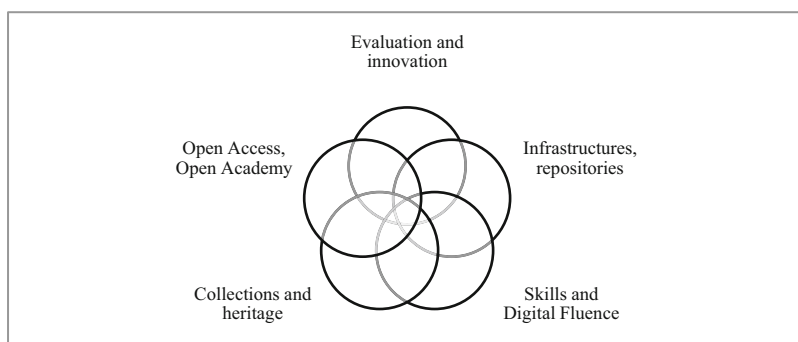 Evaluation and
innovation
Open Access,
Open Academy
Infrastructures,
repositories
Collections and
heritage
Skills and
Digital Fluence